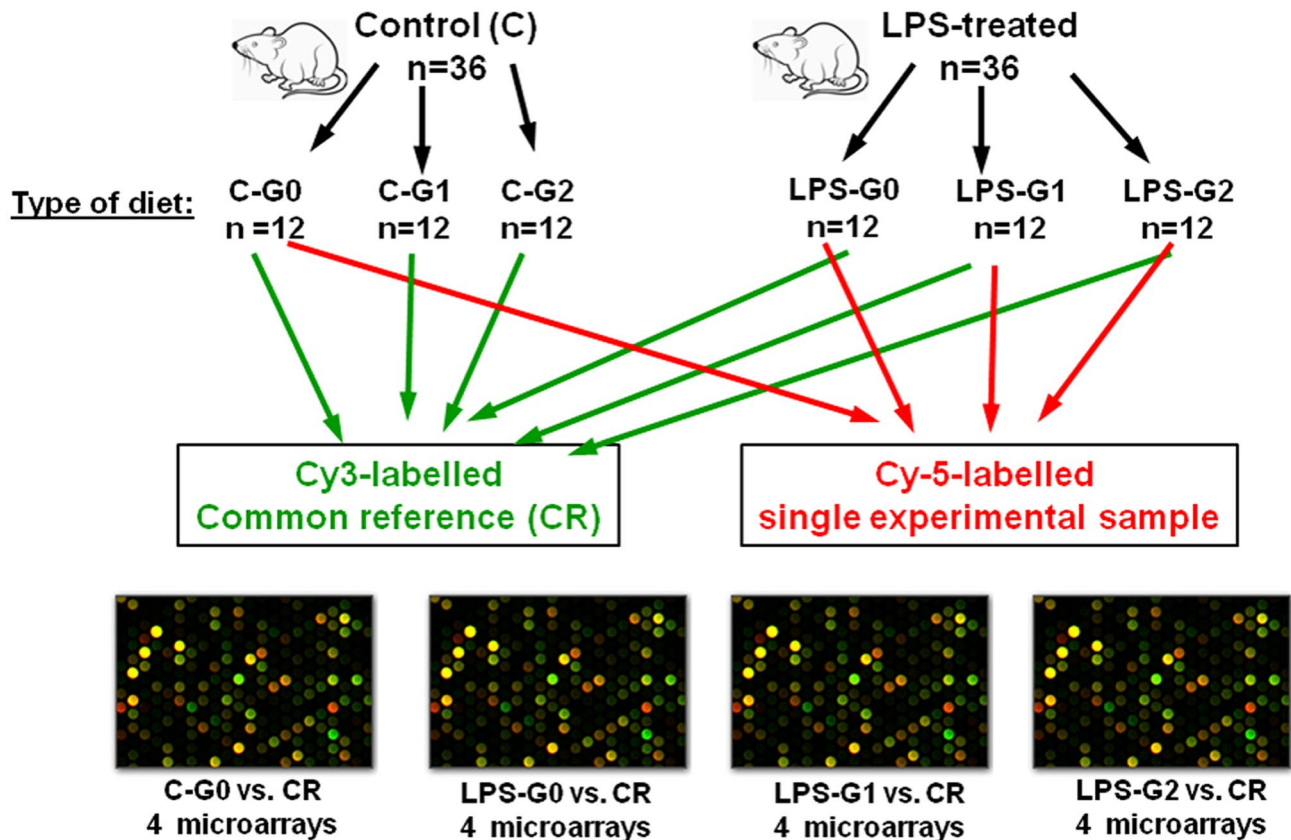 Control (C)
n=36
LPS-treated
n=36
Type of diet:
C-G0
n =12
C-G1
n=12
C-G2
n=12
LPS-G0
n=12
LPS-G1
n=12
LPS-G2
n=12
Cy3-labelled
Common reference (CR)
Cy-5-labelled
single experimental sample
C-G0 vs. CR
4 microarrays
LPS-G0 vs. CR
4 microarrays
LPS-G1 vs. CR
4 microarrays
LPS-G2 vs. CR
4 microarrays